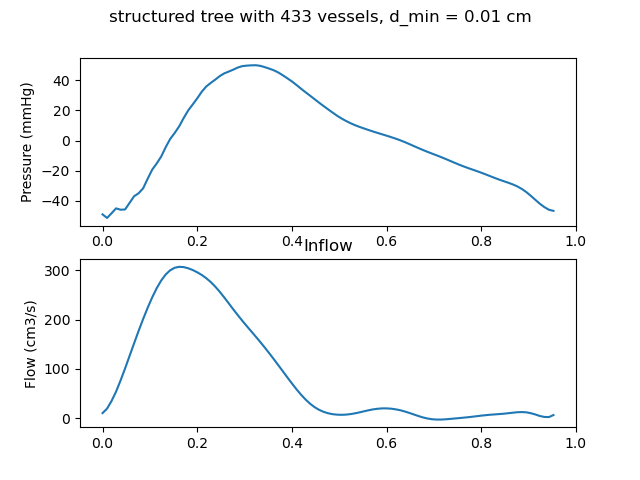 structured tree with 433 vessels, d_min = 0.01 cm
Pressure (mmHg)
40
20
0
−20
−40
0.0 0.2 0.4 0.6 0.8 1.0
Inflow
Flow (cm3/s)
300
200
100
0
0.0 0.2 0.4 0.6 0.8 1.0